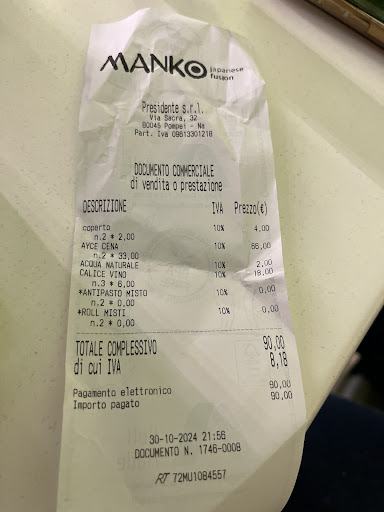 MANKO japanese
fusion
Presidente s.r.l.
Via Sacra, 32
80045 Pompei - Na
Part. Iva 09613301218
DOCUMENTO COMMERCIALE
di vendita o prestazione
DESCRIZIONE IVA Prezzo(€)
coperto 10% 4,00
n.2 * 2,00
AYCE CENA 10% 66,00
n.2 * 33,00
ACQUA NATURALE 10% 2,00
CALICE VINO 10% 18,00
n.3 * 6,00
*ANTIPASTO MISTO 10% 0,00
n.2 * 0,00
*ROLL MISTI 10% 0,00
n.2 * 0,00
TOTALE COMPLESSIVO 90,00
di cui IVA 8,18
Pagamento elettronico 90,00
Importo pagato 90,00
30-10-2024 21:56
DOCUMENTO N. 1746-0008
RT 72MU1084557